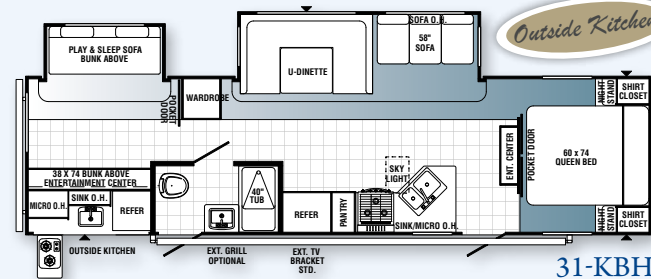 Outside Kitchen
SOFA O.H.
58"
SOFA
PLAY & SLEEP SOFA
BUNK ABOVE
U-DINETTE
WARDROBE
POCKET
DOOR
NIGHT
STAND
SHIRT
CLOSET
ENT. CENTER
POCKET DOOR
60 x 74
QUEEN BED
38 X 74 BUNK ABOVE
ENTERTAINMENT CENTER
MICRO O.H.
SINK O.H.
REFER
40"
TUB
REFER
PANTRY
SKY
LIGHT
SINK/MICRO O.H.
NIGHT
STAND
SHIRT
CLOSET
OUTSIDE KITCHEN
EXT. GRILL
OPTIONAL
EXT. TV
BRACKET
STD.
31-KBH